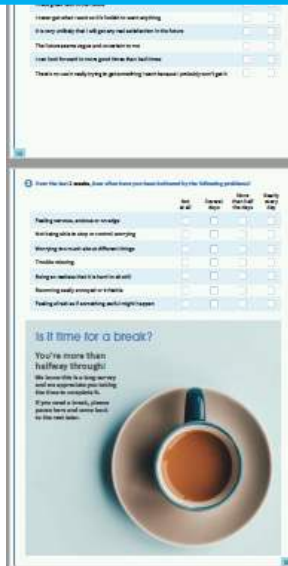 I never get what I want so it's foolish to want anything
It is very unlikely that I will get any real satisfaction in the future
The future seems vague and uncertain to me
I can look forward to more good times than bad times
There's no use in really trying to get something I want because I probably won't get it
Over the last 2 weeks, how often have you been bothered by the following problems?
Not at all
Several days
More than half the days
Nearly every day
Feeling nervous, anxious or on edge
Not being able to stop or control worrying
Worrying too much about different things
Trouble relaxing
Being so restless that it is hard to sit still
Becoming easily annoyed or irritable
Feeling afraid as if something awful might happen
Is it time for a break?
You're more than
halfway through!
We know this is a long survey
and we appreciate you taking
the time to complete it.
If you need a break, please
pause here and come back
to the rest later.